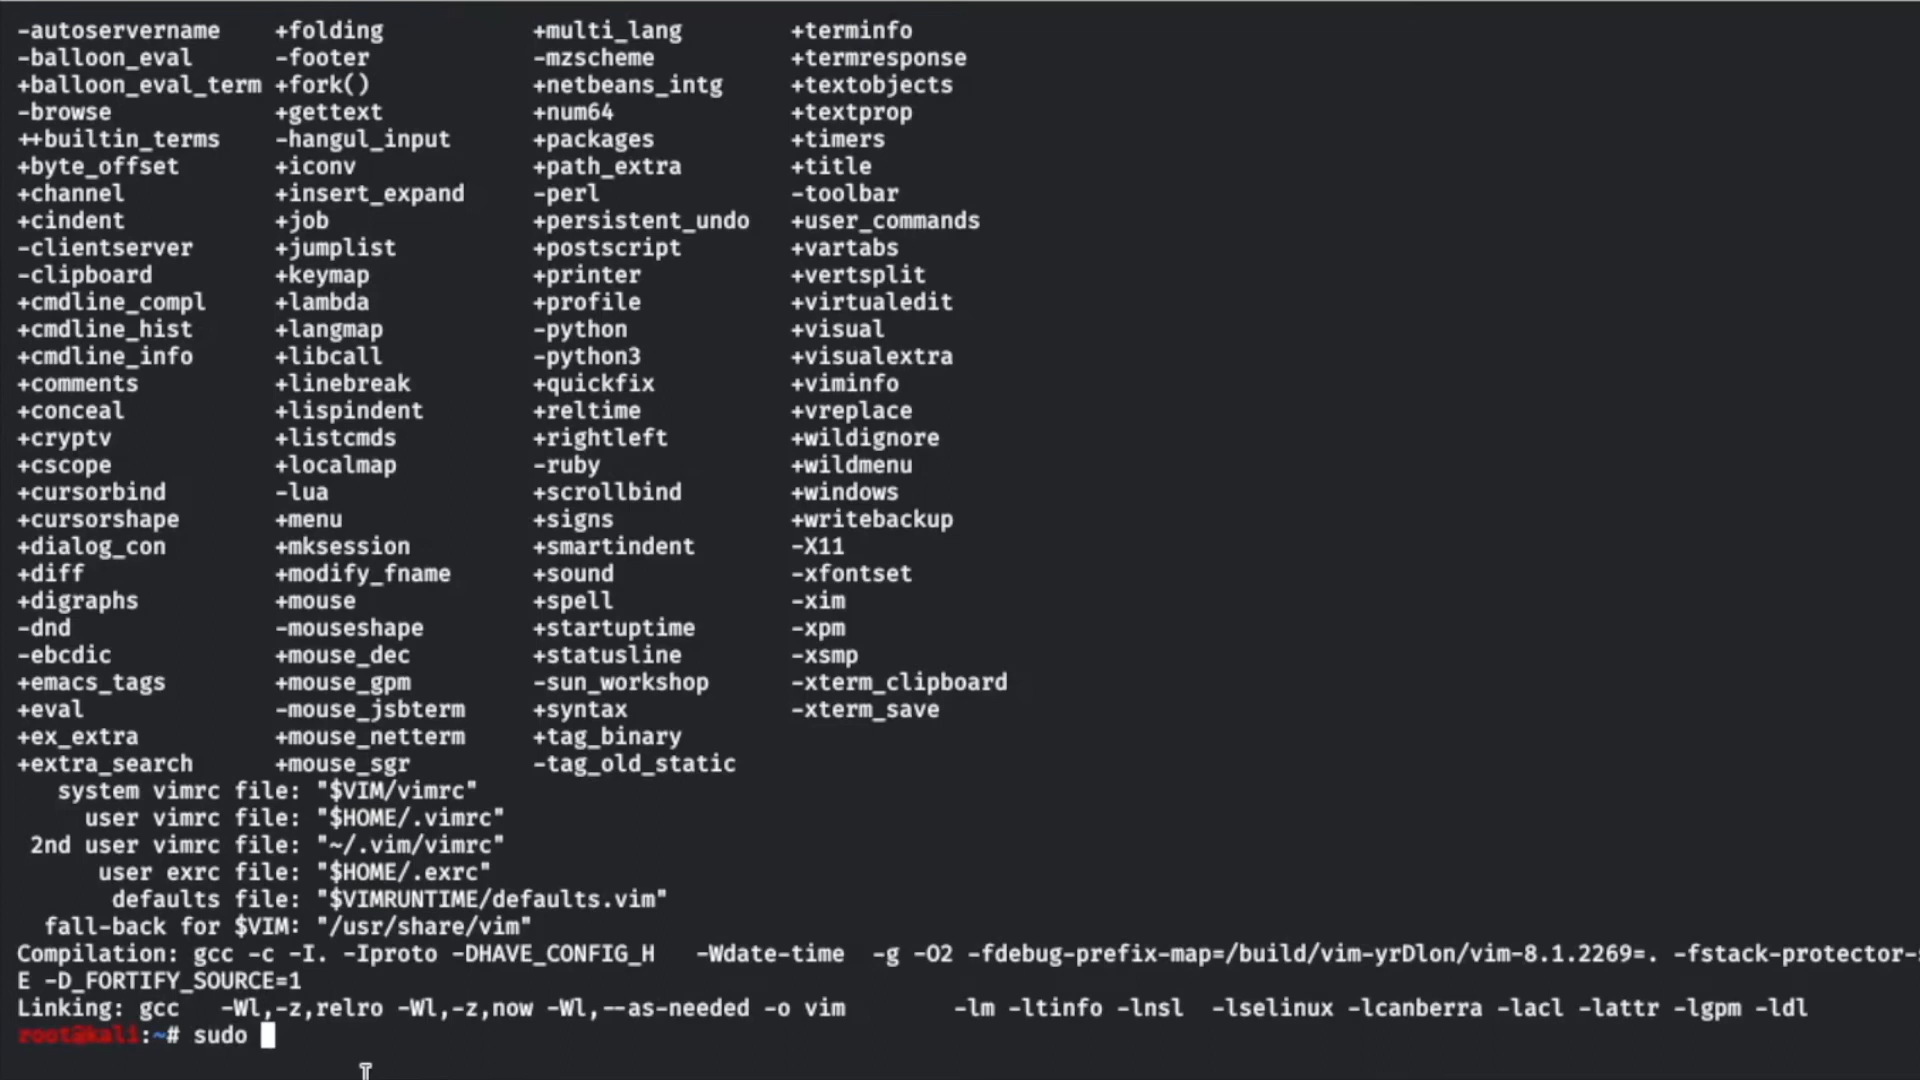 -autoservername +folding +multi_lang +terminfo
-balloon_eval -footer -mzscheme +termresponse
+balloon_eval_term +fork() +netbeans_intg +textobjects
-browse +gettext +num64 +textprop
++builtin_terms -hangul_input +packages +timers
+byte_offset +iconv +path_extra +title
+channel +insert_expand -perl -toolbar
+cindent +job +persistent_undo +user_commands
-clientserver +jumplist +postscript +vartabs
-clipboard +keymap +printer +vertsplit
+cmdline_compl +lambda +profile +virtualedit
+cmdline_hist +langmap -python +visual
+cmdline_info +libcall -python3 +visualextra
+comments +linebreak +quickfix +viminfo
+conceal +lispindent +reltime +vreplace
+cryptv +listcmds +rightleft +wildignore
+cscope +localmap -ruby +wildmenu
+cursorbind -lua +scrollbind +windows
+cursorshape +menu +signs +writebackup
+dialog_con +mksession +smartindent -X11
+diff +modify_fname +sound -xfontset
+digraphs +mouse +spell -xim
-dnd -mouseshape +startuptime -xpm
-ebcdic +mouse_dec +statusline -xsmp
+emacs_tags +mouse_gpm -sun_workshop -xterm_clipboard
+eval -mouse_jsbterm +syntax -xterm_save
+ex_extra +mouse_netterm +tag_binary
+extra_search +mouse_sgr -tag_old_static
system vimrc file: "$VIM/vimrc"
user vimrc file: "$HOME/.vimrc"
2nd user vimrc file: "~/.vim/vimrc"
user exrc file: "$HOME/.exrc"
defaults file: "$VIMRUNTIME/defaults.vim"
fall-back for $VIM: "/usr/share/vim"
Compilation: gcc -c -I. -Iproto -DHAVE_CONFIG_H -Wdate-time -g -O2 -fdebug-prefix-map=/build/vim-yrDlon/vim-8.1.2269=. -fstack-protector-
E -D_FORTIFY_SOURCE=1
Linking: gcc -Wl,-z,relro -Wl,-z,now -Wl,--as-needed -o vim -lm -ltinfo -lnsl -lselinux -lcanberra -lacl -lattr -lgpm -ldl
root@kali:~# sudo